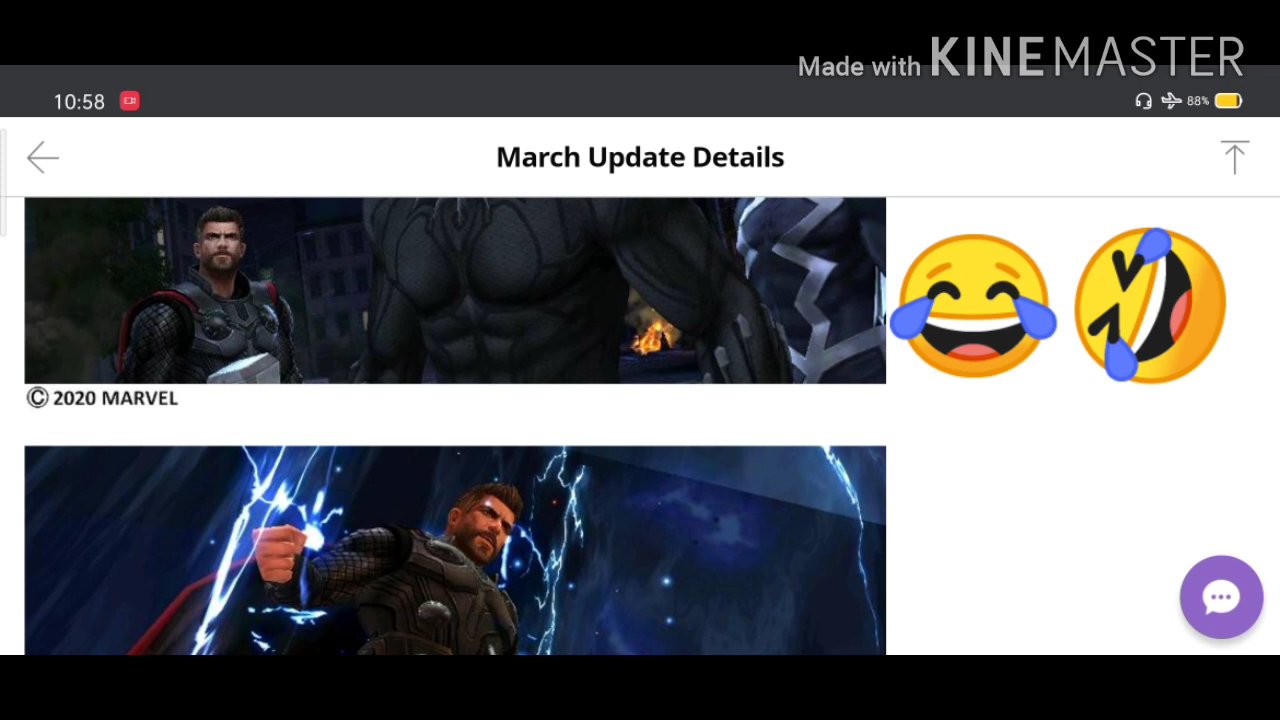 Made with KINEMASTER
10:58
88%
March Update Details
© 2020 MARVEL